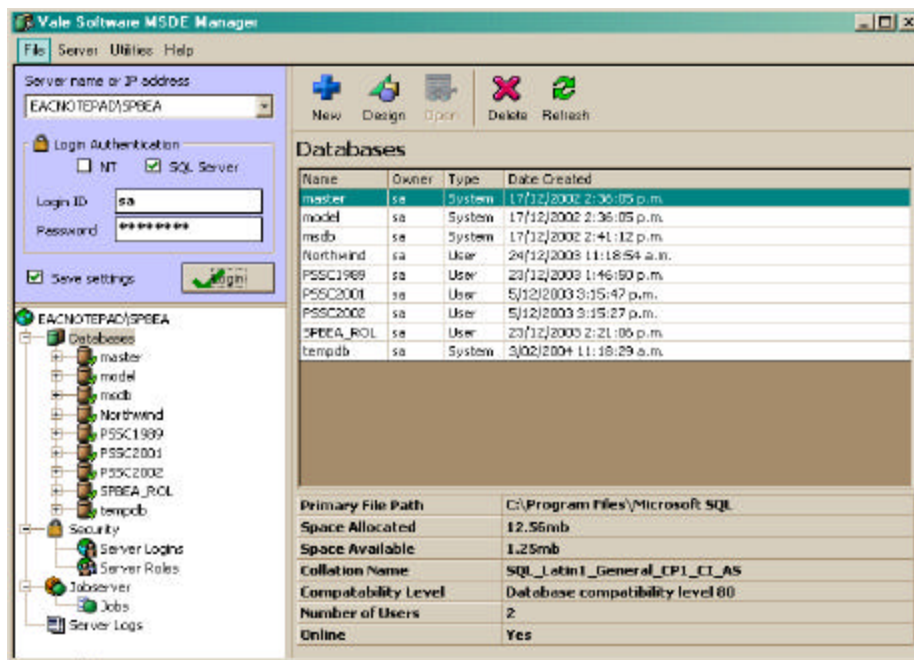 Vale Software MSDE Manager
File Server Utilities Help
Server name or IP address
EACNOTEPAD\SPBEA
Login Authentication
NT SQL Server
Login ID sa
Password ********
Save settings Login
EACNOTEPAD\SPBEA
Databases
master
model
msdb
Northwind
PSSC1989
PSSC2001
PSSC2002
SPBEA_ROL
tempdb
Security
Server Logins
Server Roles
Jobserver
Jobs
Server Logs
New Design Open Delete Refresh
Databases
Name Owner Type Date Created
master sa System 17/12/2002 2:36:05 p.m.
model sa System 17/12/2002 2:36:05 p.m.
msdb sa System 17/12/2002 2:41:12 p.m.
Northwind sa User 24/12/2003 11:18:54 a.m.
PSSC1989 sa User 23/12/2003 1:46:50 p.m.
PSSC2001 sa User 5/12/2003 3:15:47 p.m.
PSSC2002 sa User 5/12/2003 3:15:27 p.m.
SPBEA_ROL sa User 23/12/2003 2:21:06 p.m.
tempdb sa System 3/02/2004 11:18:29 a.m.
Primary File Path C:\Program Files\Microsoft SQL
Space Allocated 12.56mb
Space Available 1.25mb
Collation Name SQL_Latin1_General_CP1_CI_AS
Compatability Level Database compatibility level 80
Number of Users 2
Online Yes